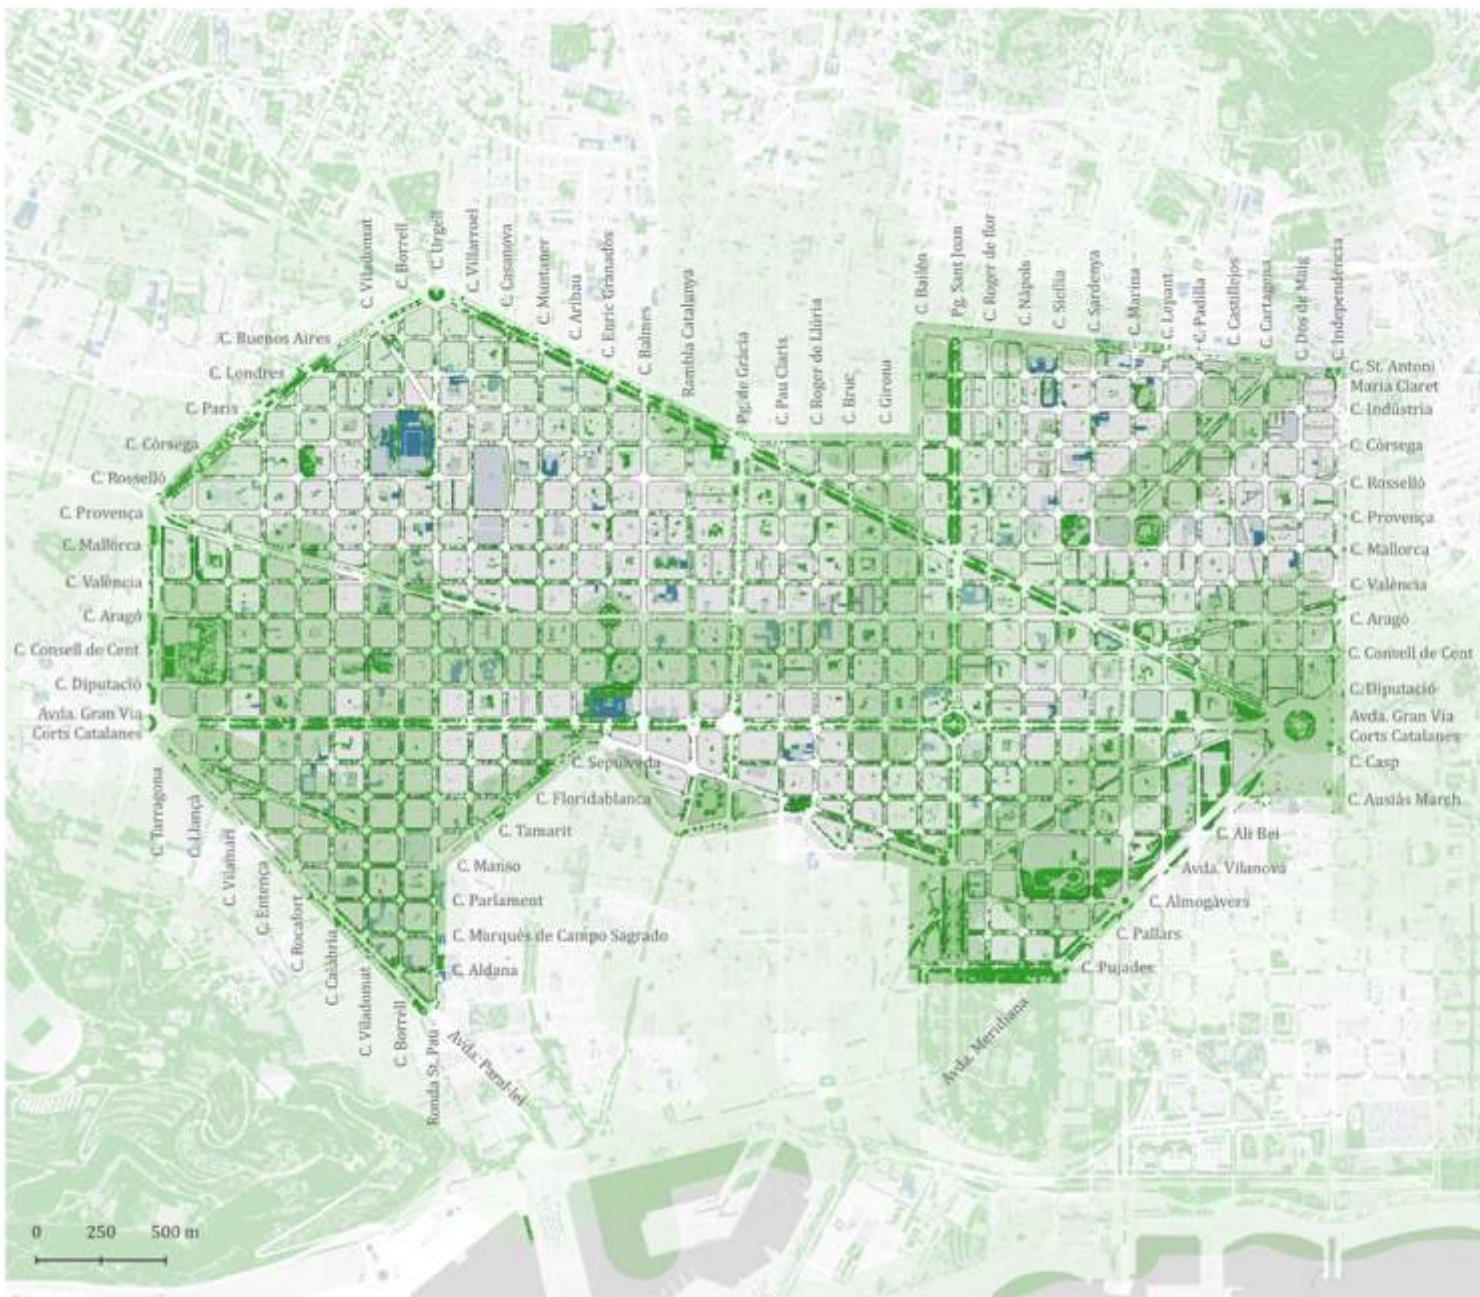 C. Viladomat
C. Borrell
C. Urgell
C. Villarruel
C. Casanova
C. Muntaner
C. Aribau
C. Enric Granados
C. Balmes
Rambla Catalunya
Pg. de Gràcia
C. Pau Claris
C. Roger de Llúria
C. Bruc
C. Girona
C. Bailén
Pg. Sant Joan
C. Roger de flor
C. Nàpols
C. Sicília
C. Sardenya
C. Marina
C. Lepant
C. Padilla
C. Castillejos
C. Cartagena
C. Dos de Maig
C. Independència
C. Buenos Aires
C. Londres
C. París
C. Còrsega
C. Rosselló
C. Provença
C. Mallorca
C. València
C. Aragó
C. Consell de Cent
C. Diputació
Avda. Gran Via
Corts Catalanes
C. St. Antoni
Maria Claret
C. Indústria
C. Còrsega
C. Rosselló
C. Provença
C. Mallorca
C. València
C. Aragó
C. Consell de Cent
C. Diputació
Avda. Gran Via
Corts Catalanes
C. Casp
C. Ausiàs March
C. Ali Bei
Avda. Vilanova
C. Almogàvers
C. Pallars
C. Pujades
Avda. Meridiana
C. Sepúlveda
C. Floridablanca
C. Tamarit
C. Manso
C. Parlament
C. Marquès de Campo Sagrado
C. Aldana
C. Tarragona
C. Llançà
C. Vilamarí
C. Entença
C. Rocafort
C. Calàbria
C. Viladomat
C. Borrell
Ronda St. Pau
Avda. Paral·lel
0 250 500 m